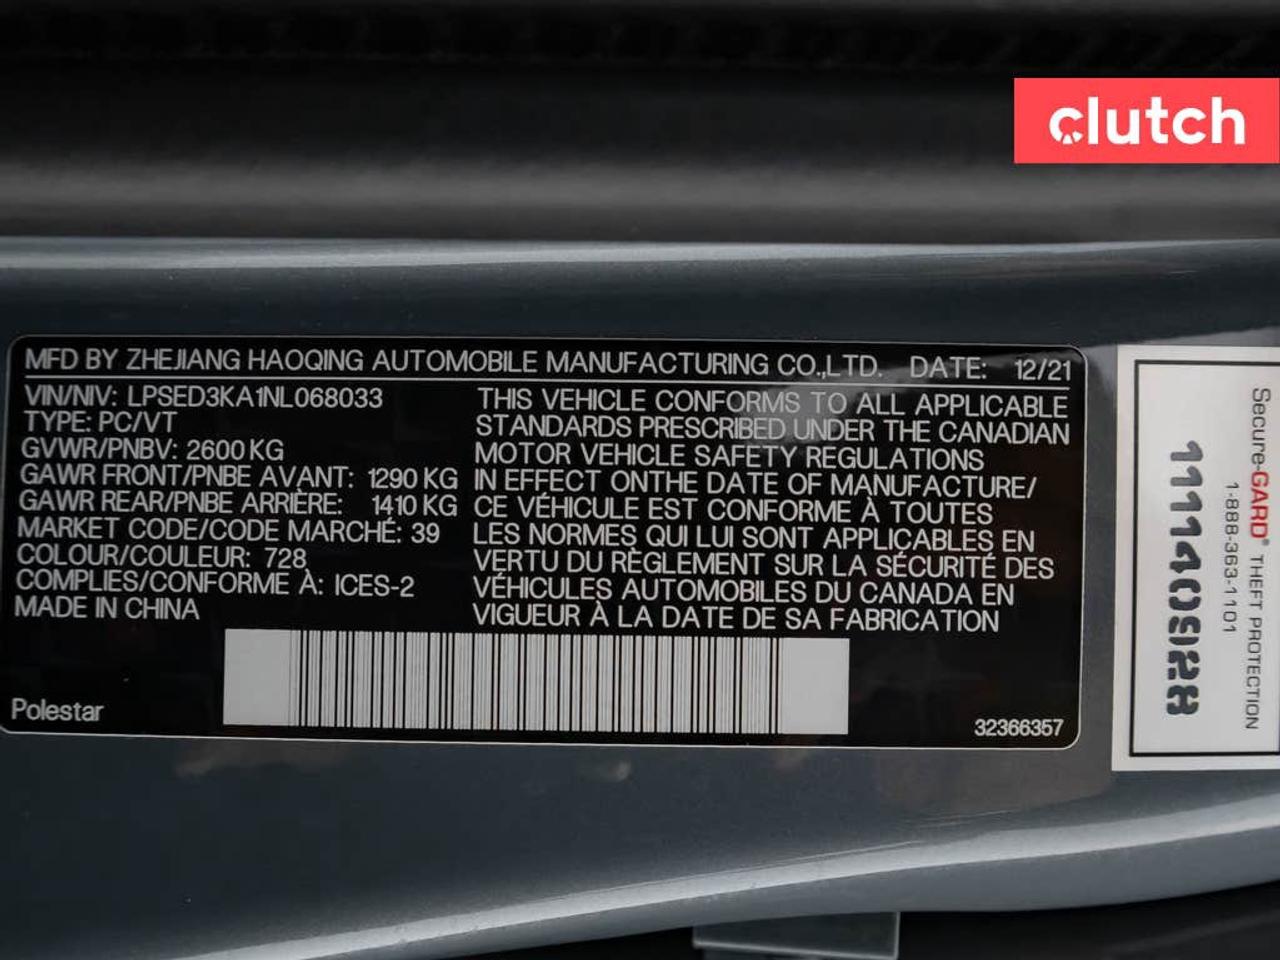 clutch
MFD BY ZHEJIANG HAOQING AUTOMOBILE MANUFACTURING CO.,LTD. DATE: 12/21
VIN/NIV: LPSED3KA1NL068033
TYPE: PC/VT
GVWR/PNBV: 2600 KG
GAWR FRONT/PNBE AVANT: 1290 KG
GAWR REAR/PNBE ARRIÈRE: 1410 KG
MARKET CODE/CODE MARCHÉ: 39
COLOUR/COULEUR: 728
COMPLIES/CONFORME À: ICES-2
MADE IN CHINA
THIS VEHICLE CONFORMS TO ALL APPLICABLE
STANDARDS PRESCRIBED UNDER THE CANADIAN
MOTOR VEHICLE SAFETY REGULATIONS
IN EFFECT ONTHE DATE OF MANUFACTURE/
CE VÉHICULE EST CONFORME À TOUTES
LES NORMES QUI LUI SONT APPLICABLES EN
VERTU DU RÈGLEMENT SUR LA SÉCURITÉ DES
VÉHICULES AUTOMOBILES DU CANADA EN
VIGUEUR À LA DATE DE SA FABRICATION
Polestar
32366357
Secure-GARD® THEFT PROTECTION
1-888-363-1101
111140928